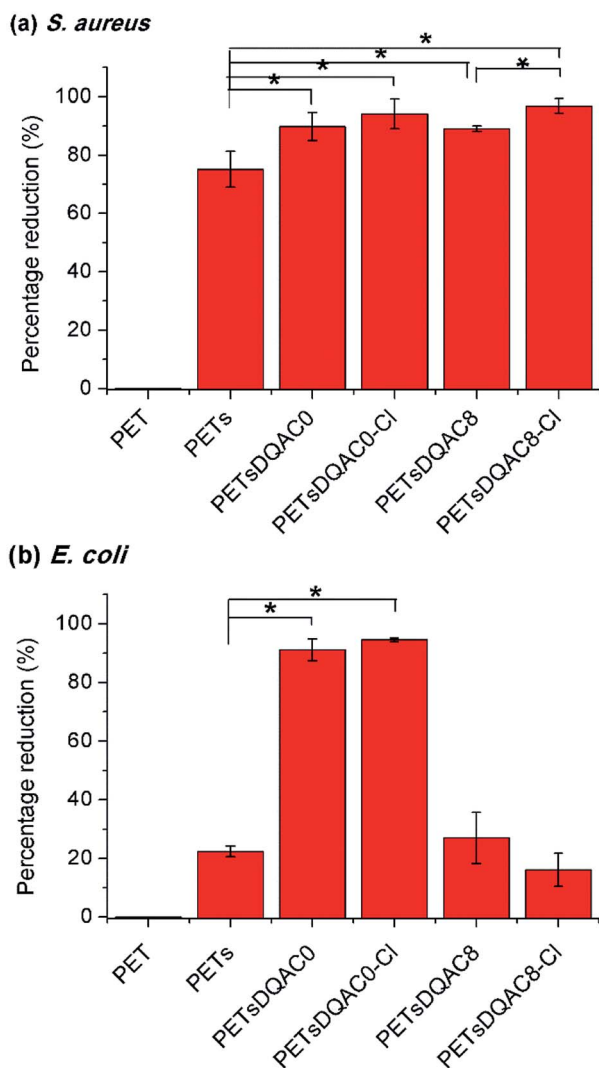 (a) S. aureus
* * * * *
Percentage reduction (%)
100
80
60
40
20
0
PET
PETs
PETsDQAC0
PETsDQAC0-Cl
PETsDQAC8
PETsDQAC8-Cl
(b) E. coli
* *
Percentage reduction (%)
100
80
60
40
20
0
PET
PETs
PETsDQAC0
PETsDQAC0-Cl
PETsDQAC8
PETsDQAC8-Cl